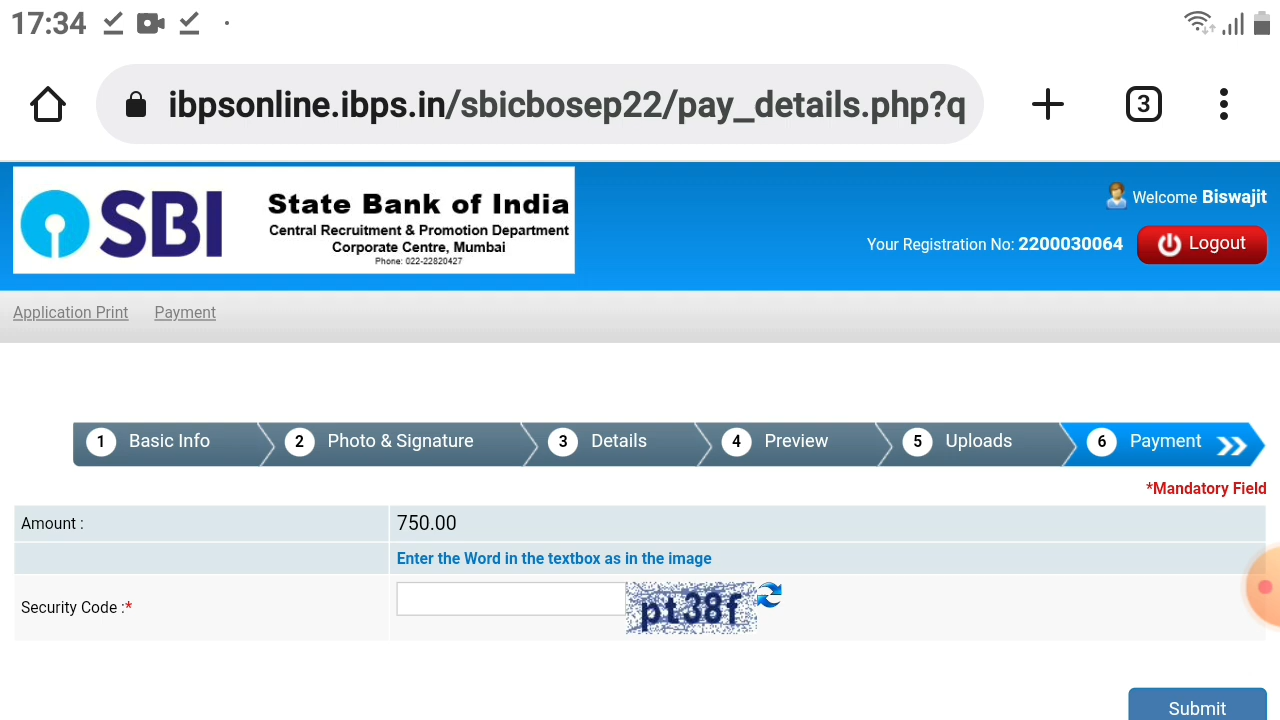 17:34
ibpsonline.ibps.in/sbicbosep22/pay_details.php?q
3
SBI
State Bank of India
Central Recruitment & Promotion Department
Corporate Centre, Mumbai
Phone: 022-22820427
Welcome Biswajit
Your Registration No: 2200030064
Logout
Application Print Payment
1 Basic Info 2 Photo & Signature 3 Details 4 Preview 5 Uploads 6 Payment
*Mandatory Field
Amount : 750.00
Enter the Word in the textbox as in the image
Security Code :* pt38f
Submit